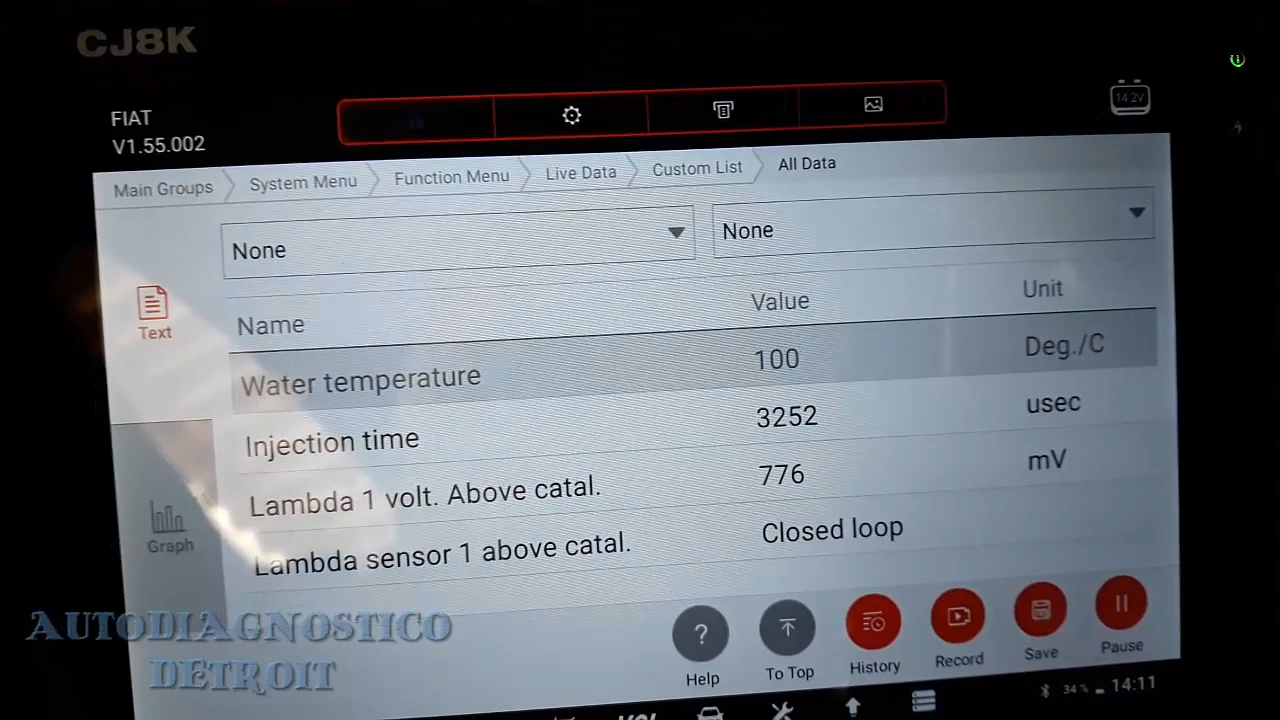 CJ8K
FIAT
V1.55.002
14.2V
Main Groups
System Menu
Function Menu
Live Data
Custom List
All Data
None
None
Text
Name
Value
Unit
Water temperature
100
Deg./C
Injection time
3252
usec
Lambda 1 volt. Above catal.
776
mV
Lambda sensor 1 above catal.
Closed loop
Graph
Help
To Top
History
Record
Save
Pause
34 %
14:11
AUTODIAGNOSTICO
DETROIT